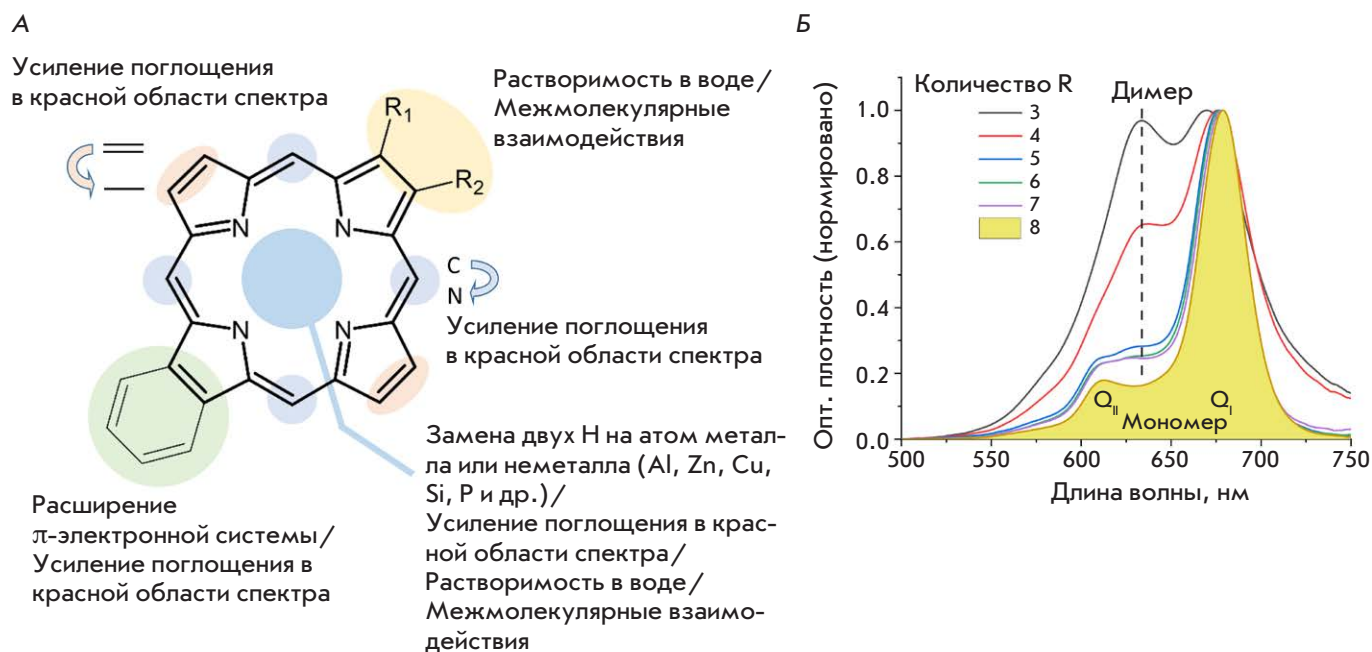 А
Усиление поглощения
в красной области спектра
R1
R2
Растворимость в воде/
Межмолекулярные
взаимодействия
N
N
N
N
C
N
Усиление поглощения
в красной области спектра
Расширение
π-электронной системы/
Усиление поглощения в
красной области спектра
Замена двух H на атом метал-
ла или неметалла (Al, Zn, Cu,
Si, P и др.)/
Усиление поглощения в крас-
ной области спектра/
Растворимость в воде/
Межмолекулярные взаимо-
действия
Б
Количество R
3
4
5
6
7
8
Димер
QII
QI
Мономер
Опт. плотность (нормировано)
1.0
0.8
0.6
0.4
0.2
0.0
500
550
600
650
700
750
Длина волны, нм